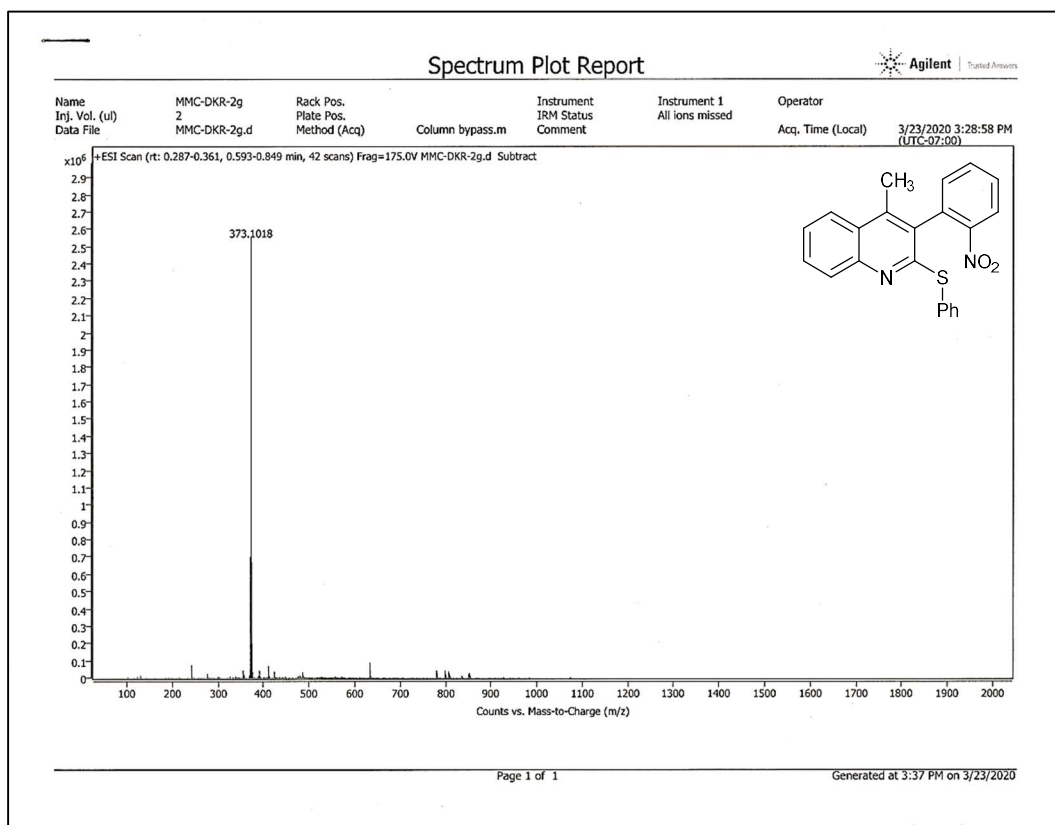 Spectrum Plot Report
Agilent | Trusted Answers
Name MMC-DKR-2g Rack Pos. Instrument Instrument 1 Operator
Inj. Vol. (ul) 2 Plate Pos. IRM Status All ions missed
Data File MMC-DKR-2g.d Method (Acq) Column bypass.m Comment Acq. Time (Local) 3/23/2020 3:28:58 PM
(UTC-07:00)
x10⁶ +ESI Scan (rt: 0.287-0.361, 0.593-0.849 min, 42 scans) Frag=175.0V MMC-DKR-2g.d Subtract
2.9
2.8
2.7
2.6
2.5
2.4
2.3
2.2
2.1
2
1.9
1.8
1.7
1.6
1.5
1.4
1.3
1.2
1.1
1
0.9
0.8
0.7
0.6
0.5
0.4
0.3
0.2
0.1
0
373.1018
CH₃
NO₂
N
S
Ph
100 200 300 400 500 600 700 800 900 1000 1100 1200 1300 1400 1500 1600 1700 1800 1900 2000
Counts vs. Mass-to-Charge (m/z)
Page 1 of 1 Generated at 3:37 PM on 3/23/2020